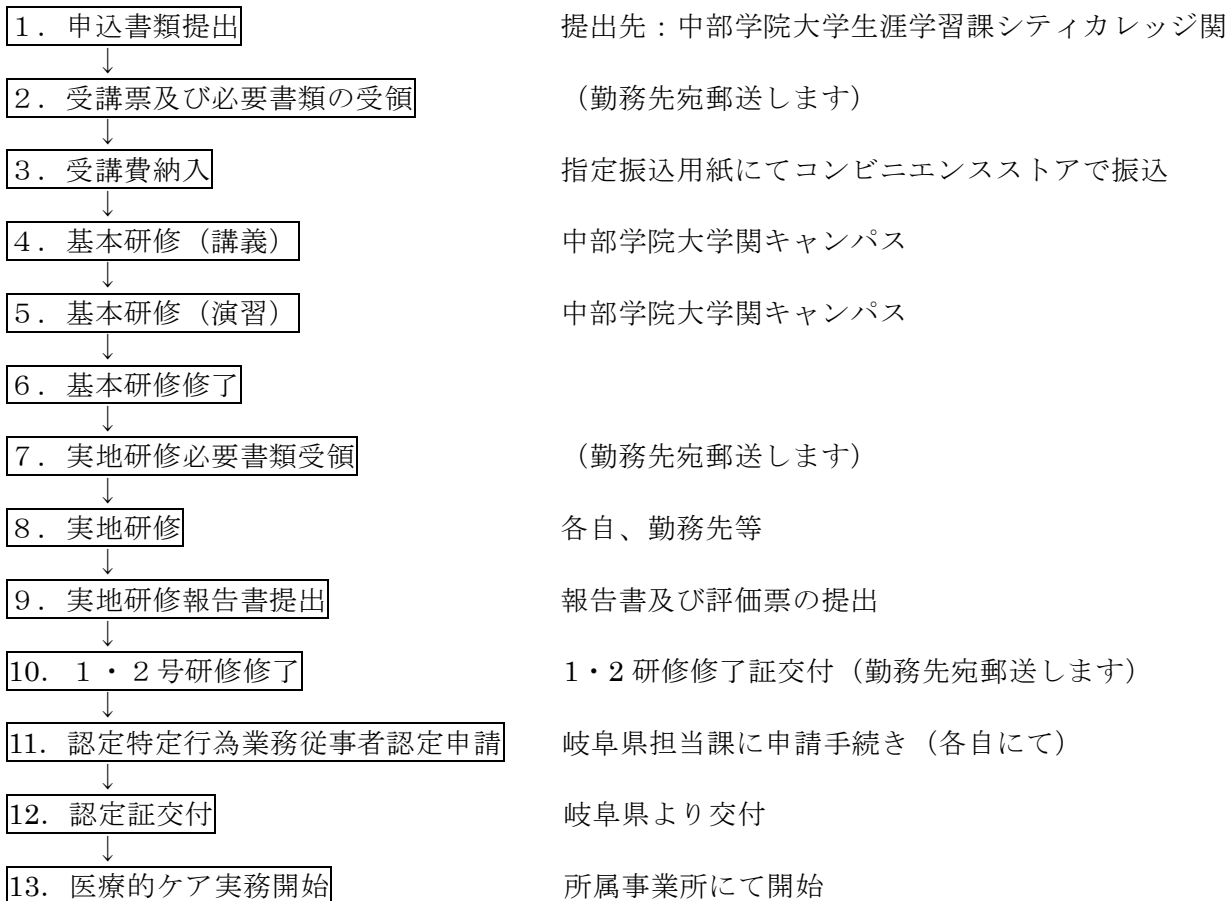 １．申込書類提出 提出先：中部学院大学生涯学習課シティカレッジ関
↓
２．受講票及び必要書類の受領 （勤務先宛郵送します）
↓
３．受講費納入 指定振込用紙にてコンビニエンスストアで振込
↓
４．基本研修（講義） 中部学院大学関キャンパス
↓
５．基本研修（演習） 中部学院大学関キャンパス
↓
６．基本研修修了
↓
７．実地研修必要書類受領 （勤務先宛郵送します）
↓
８．実地研修 各自、勤務先等
↓
９．実地研修報告書提出 報告書及び評価票の提出
↓
10．１・２号研修修了 1・2 研修修了証交付（勤務先宛郵送します）
↓
11．認定特定行為業務従事者認定申請 岐阜県担当課に申請手続き（各自にて）
↓
12．認定証交付 岐阜県より交付
↓
13．医療的ケア実務開始 所属事業所にて開始